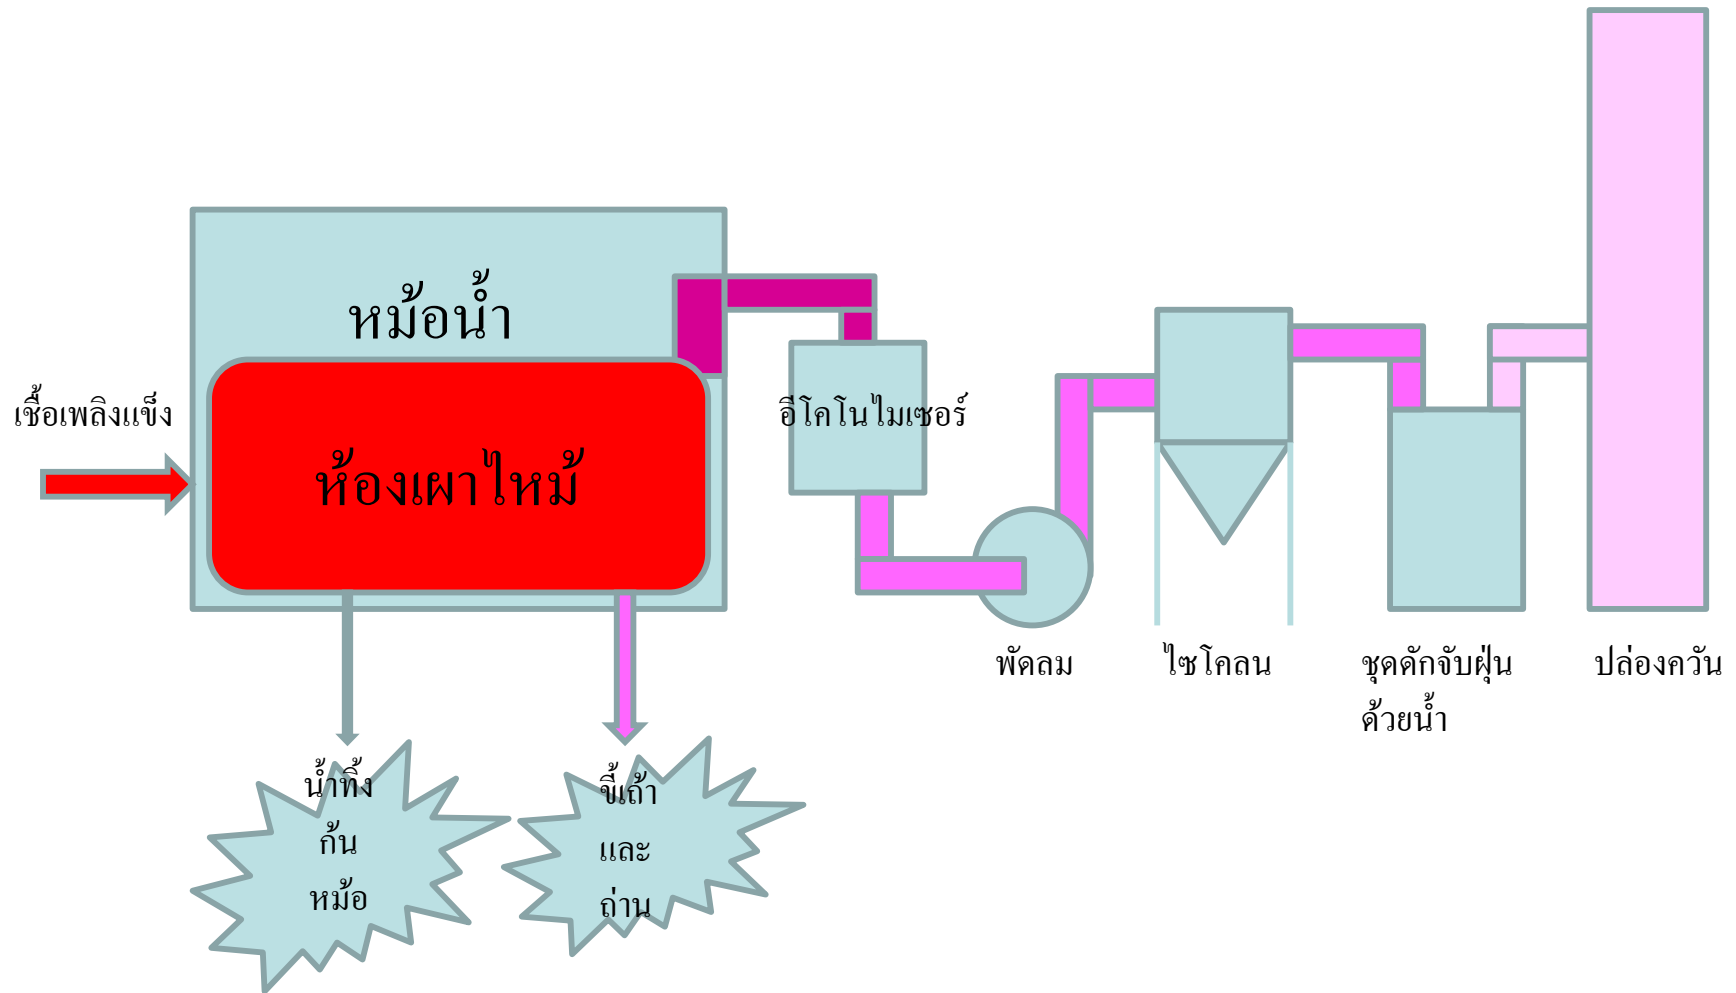 หม้อน้ำ
เชื้อเพลิงแข็ง
ห้องเผาไหม้
อีโคโนไมเซอร์
พัดลม
ไซโคลน
ชุดดักจับฝุ่น
ด้วยน้ำ
ปล่องควัน
น้ำทิ้ง
ก้น
หม้อ
ขี้เถ้า
และ
ถ่าน